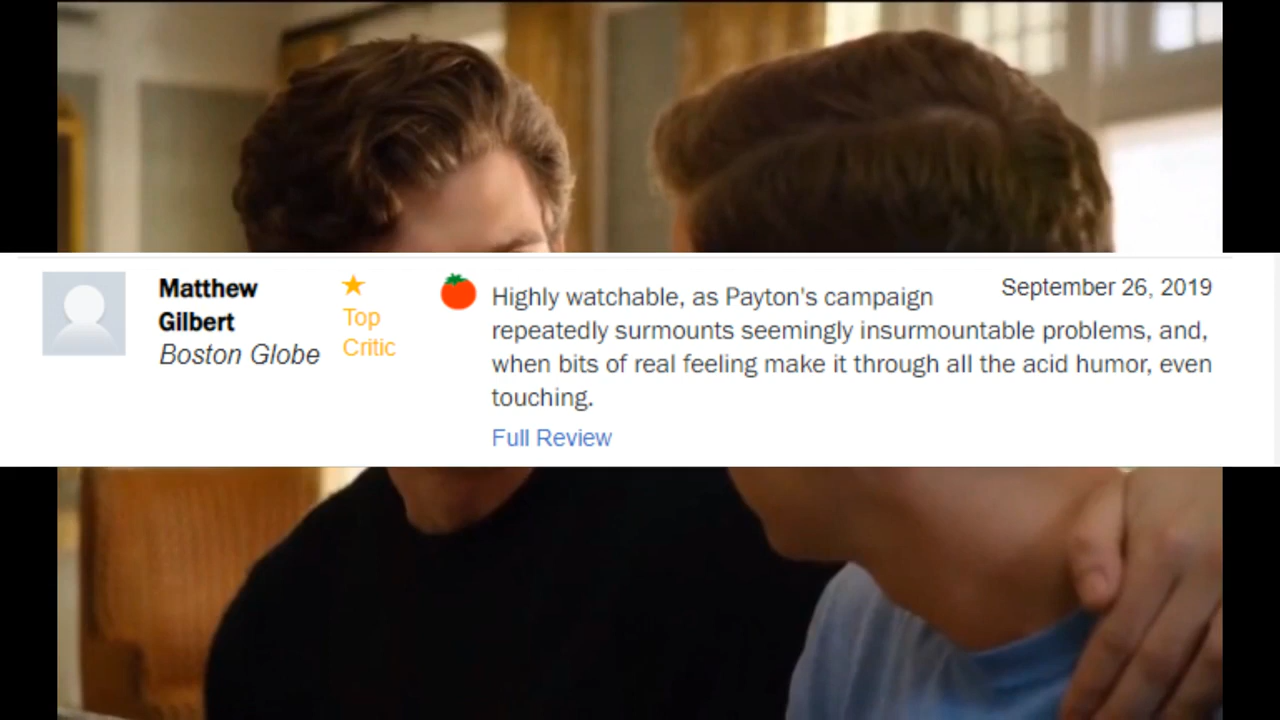 Matthew
Gilbert
Boston Globe
Top
Critic
Highly watchable, as Payton's campaign
repeatedly surmounts seemingly insurmountable problems, and,
when bits of real feeling make it through all the acid humor, even
touching.
Full Review
September 26, 2019